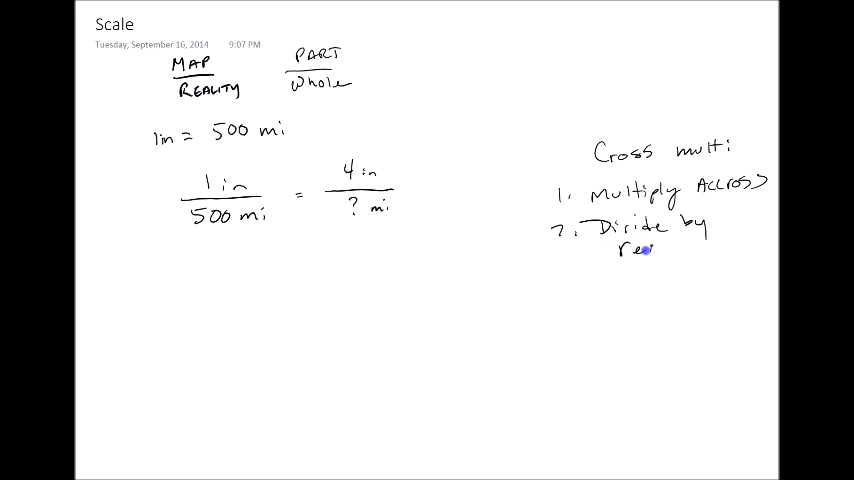 Scale
Tuesday, September 16, 2014 9:07 PM
MAP PART
REALITY Whole
1in = 500 mi
Cross multi
1 in = 4 in
500 mi ? mi
1. Multiply Accross
2. Divide by
rei